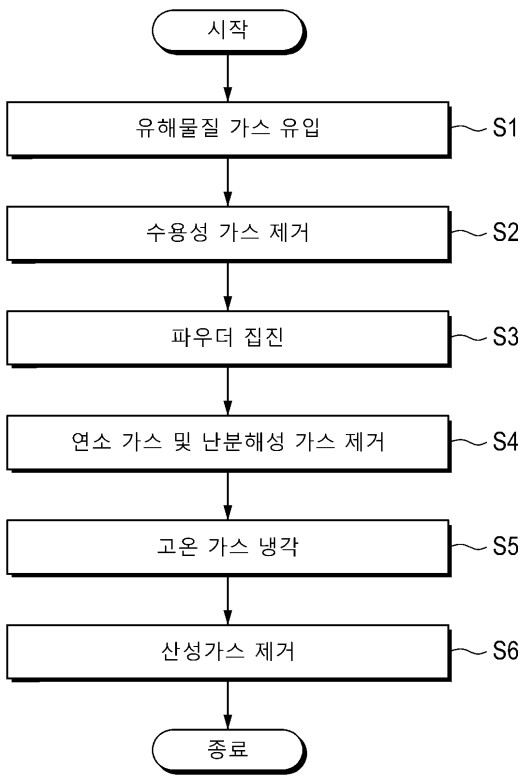 시작
유해물질 가스 유입 S1
수용성 가스 제거 S2
파우더 집진 S3
연소 가스 및 난분해성 가스 제거 S4
고온 가스 냉각 S5
산성가스 제거 S6
종료